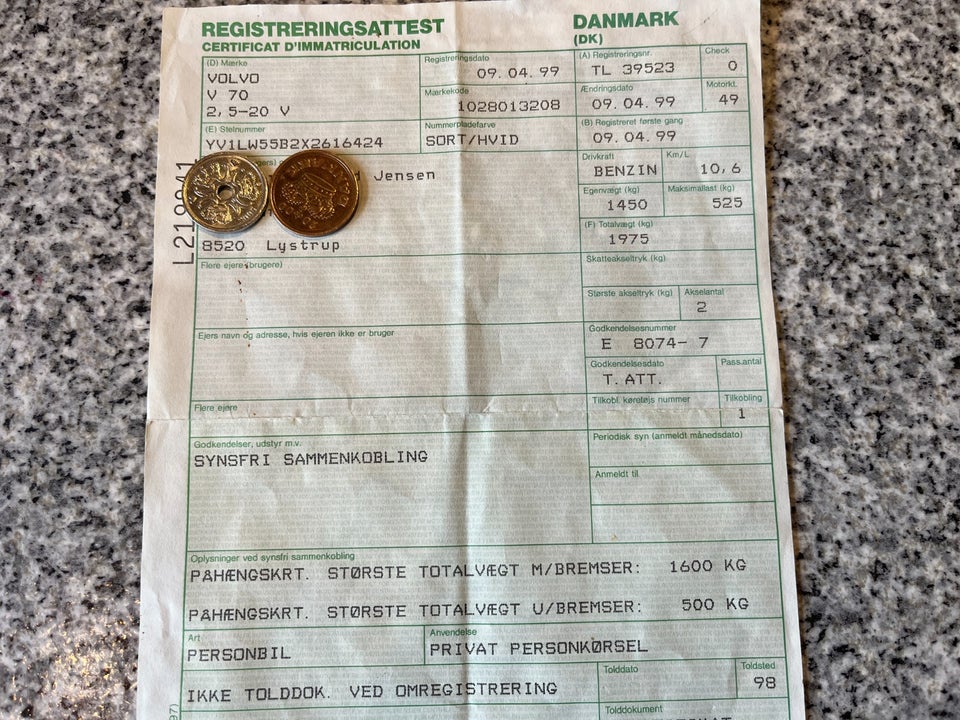 REGISTRERINGSATTEST
CERTIFICAT D'IMMATRICULATION
DANMARK
(DK)
(D) Mærke
VOLVO
V 70
2,5-20 V
Registreringsdato
09.04.99
Mærkekode
1028013208
(A) Registreringsnr.
TL 39523
Check
0
Ændringsdato
09.04.99
Motorkt.
49
(E) Stelnummer
YV1LW55B2X2616424
Nummerpladefarve
SORT/HVID
(B) Registreret første gang
09.04.99
Drivkraft
BENZIN
Km/L
10,6
Jensen
8520 Lystrup
Egenvægt (kg)
1450
Maksimallast (kg)
525
(F) Totalvægt (kg)
1975
Flere ejere (brugere)
Skatteakseltryk (kg)
Største akseltryk (kg)
Akselantal
2
Ejers navn og adresse, hvis ejeren ikke er bruger
Godkendelsesnummer
E 8074- 7
Godkendelsesdato
T. ATT.
Pass.antal
Flere ejere
Tilkobl. køretøjs nummer
Tilkobling
1
Godkendelser, udstyr m.v.
SYNSFRI SAMMENKOBLING
Periodisk syn (anmeldt månedsdato)
Anmeldt til
Oplysninger ved synsfri sammenkobling
PÅHÆNGSKRT. STØRSTE TOTALVÆGT M/BREMSER: 1600 KG
PÅHÆNGSKRT. STØRSTE TOTALVÆGT U/BREMSER: 500 KG
Art
PERSONBIL
Anvendelse
PRIVAT PERSONKØRSEL
IKKE TOLDDOK. VED OMREGISTRERING
Tolddato
Toldsted
98
Tolddokument